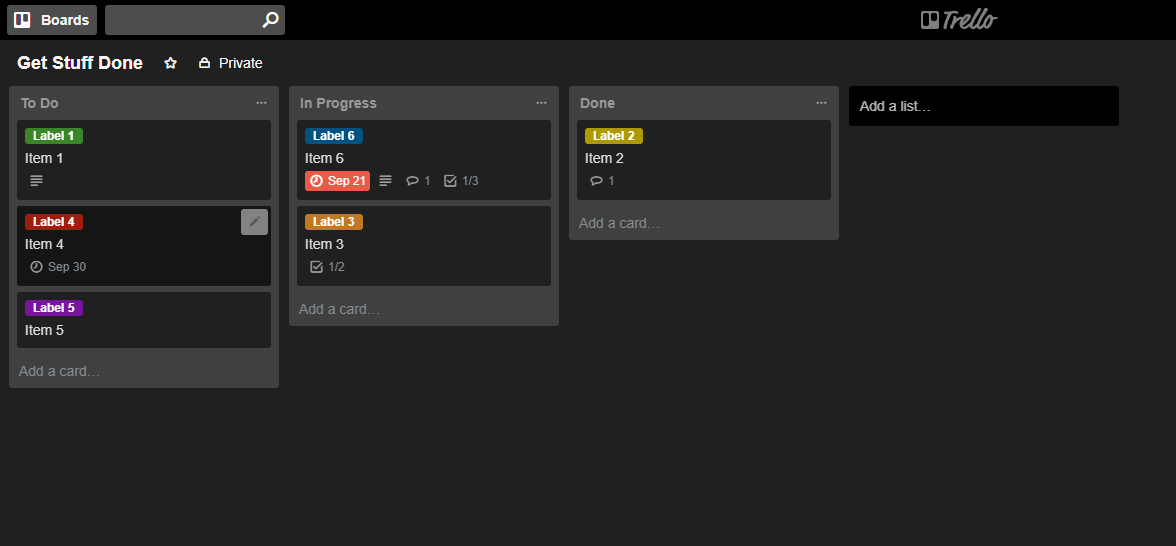 Boards
Trello
Get Stuff Done
Private
To Do
Label 1
Item 1
Label 4
Item 4
Sep 30
Label 5
Item 5
Add a card…
In Progress
Label 6
Item 6
Sep 21 1 1/3
Label 3
Item 3
1/2
Add a card…
Done
Label 2
Item 2
1
Add a card…
Add a list…